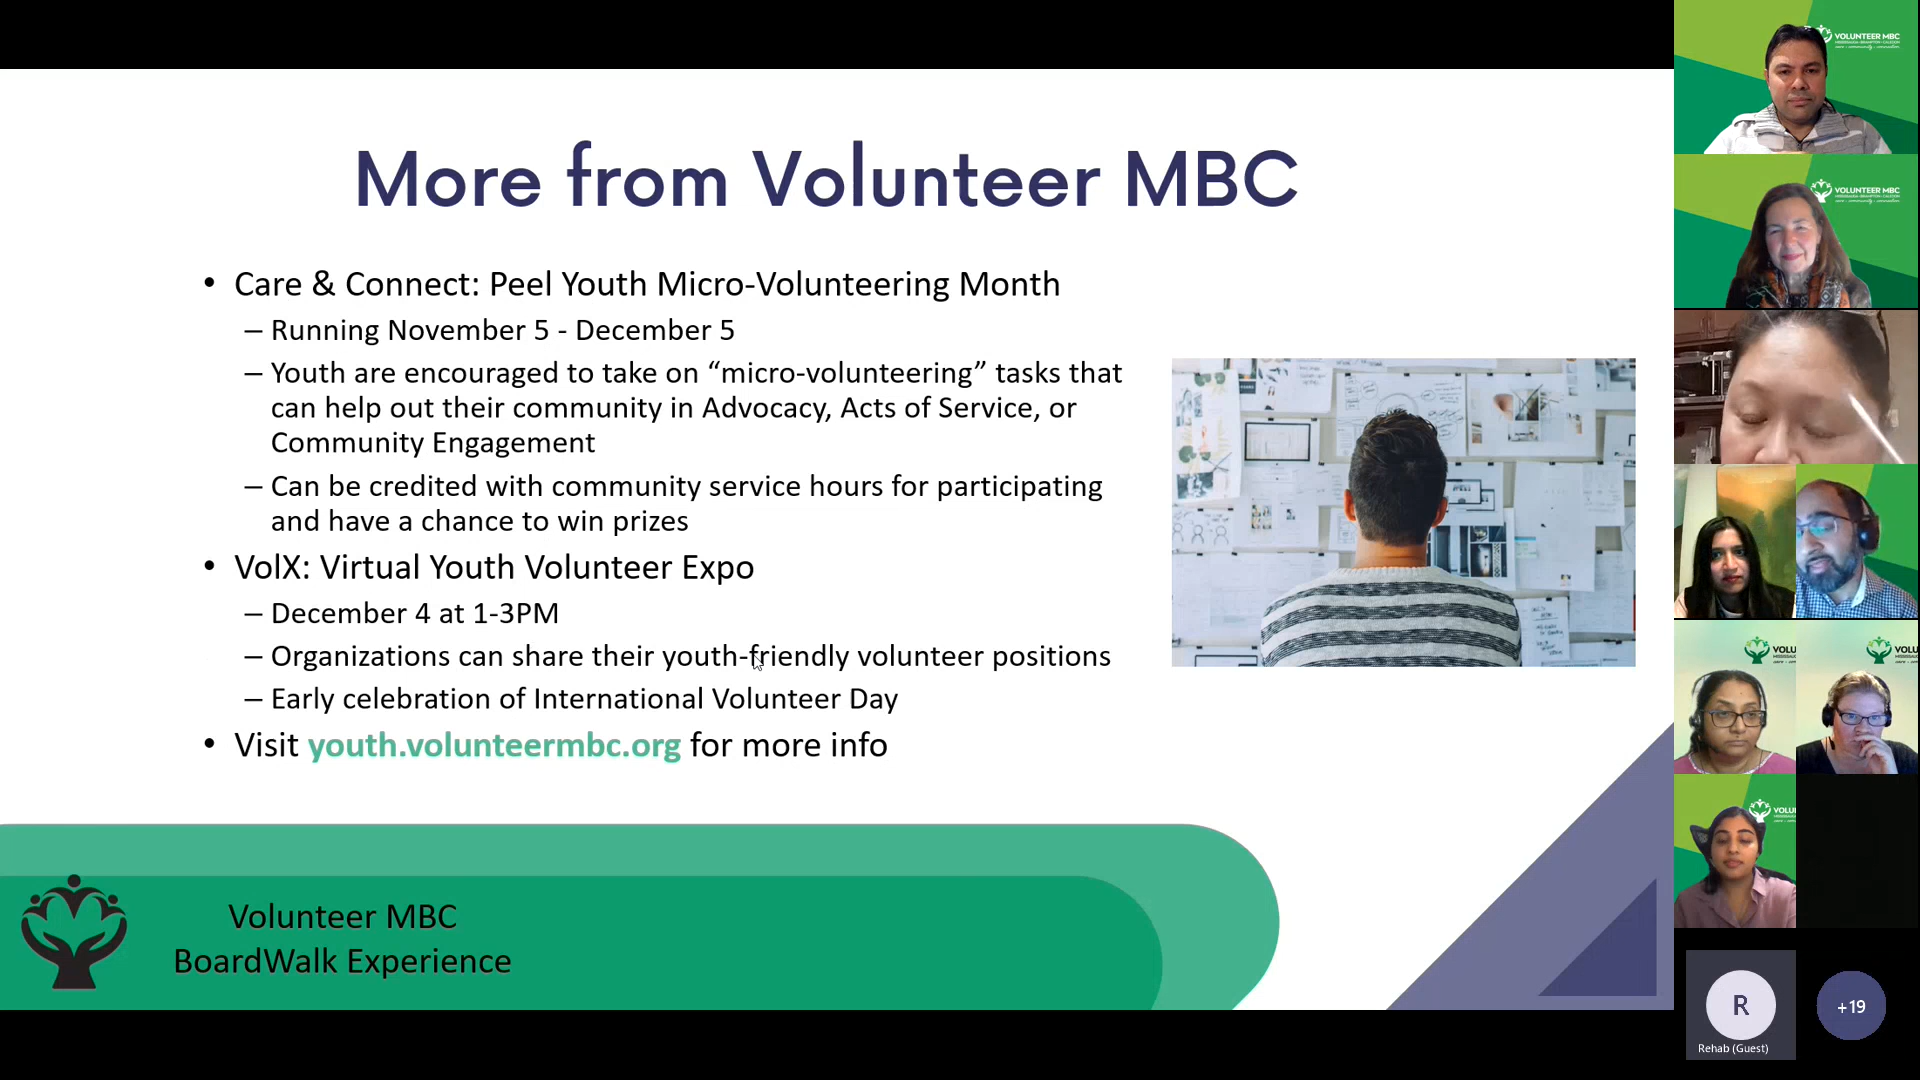 More from Volunteer MBC
• Care & Connect: Peel Youth Micro-Volunteering Month
– Running November 5 - December 5
– Youth are encouraged to take on “micro-volunteering” tasks that
can help out their community in Advocacy, Acts of Service, or
Community Engagement
– Can be credited with community service hours for participating
and have a chance to win prizes
• VolX: Virtual Youth Volunteer Expo
– December 4 at 1-3PM
– Organizations can share their youth-friendly volunteer positions
– Early celebration of International Volunteer Day
• Visit youth.volunteermbc.org for more info
Volunteer MBC
BoardWalk Experience
VOLUNTEER MBC
VOLUNTEER MBC
VOLU
VOLU
VOLU
R
Rehab (Guest)
+19